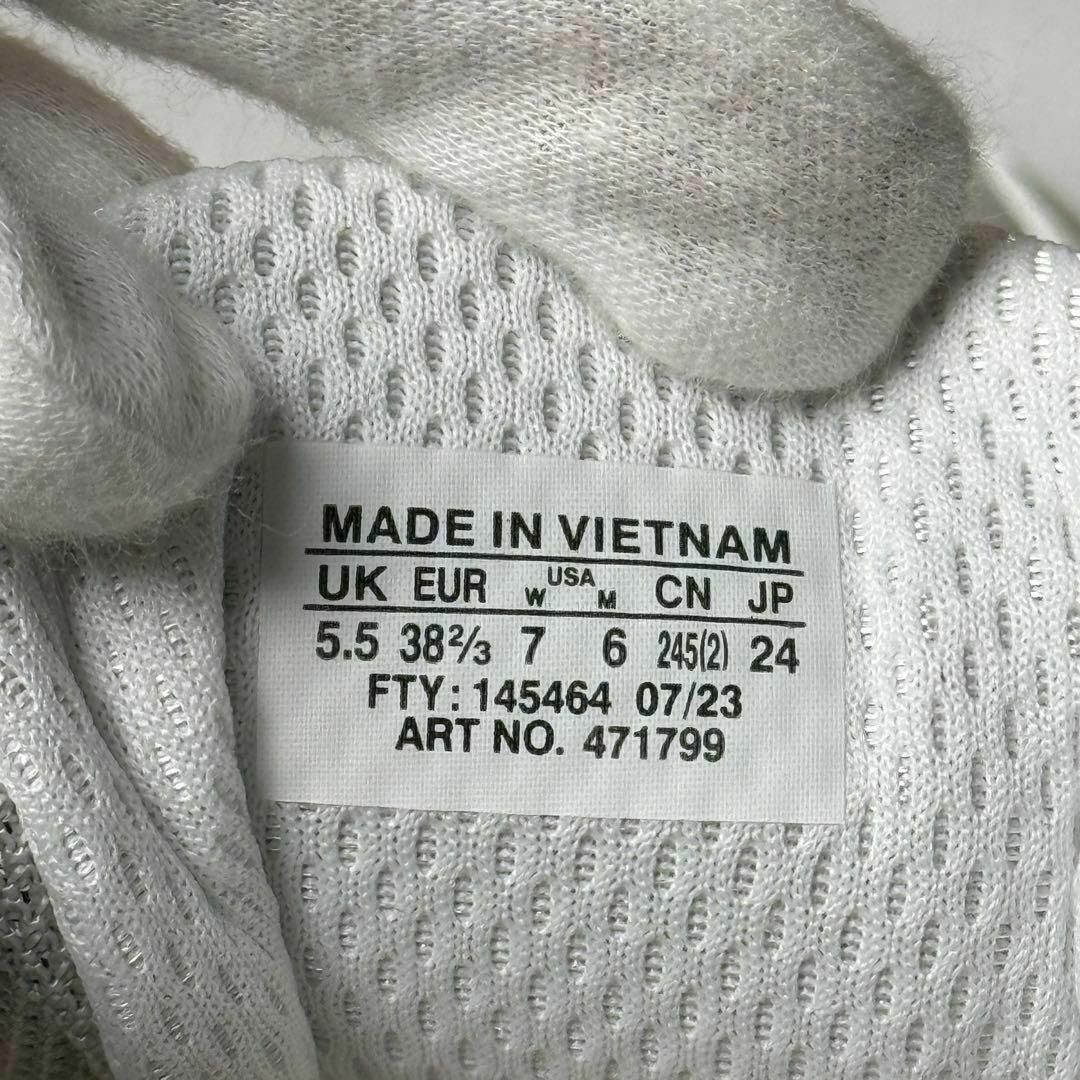 MADE IN VIETNAM
UK EUR W USA M CN JP
5.5 38⅔ 7 6 245(2) 24
FTY: 145464 07/23
ART NO. 471799